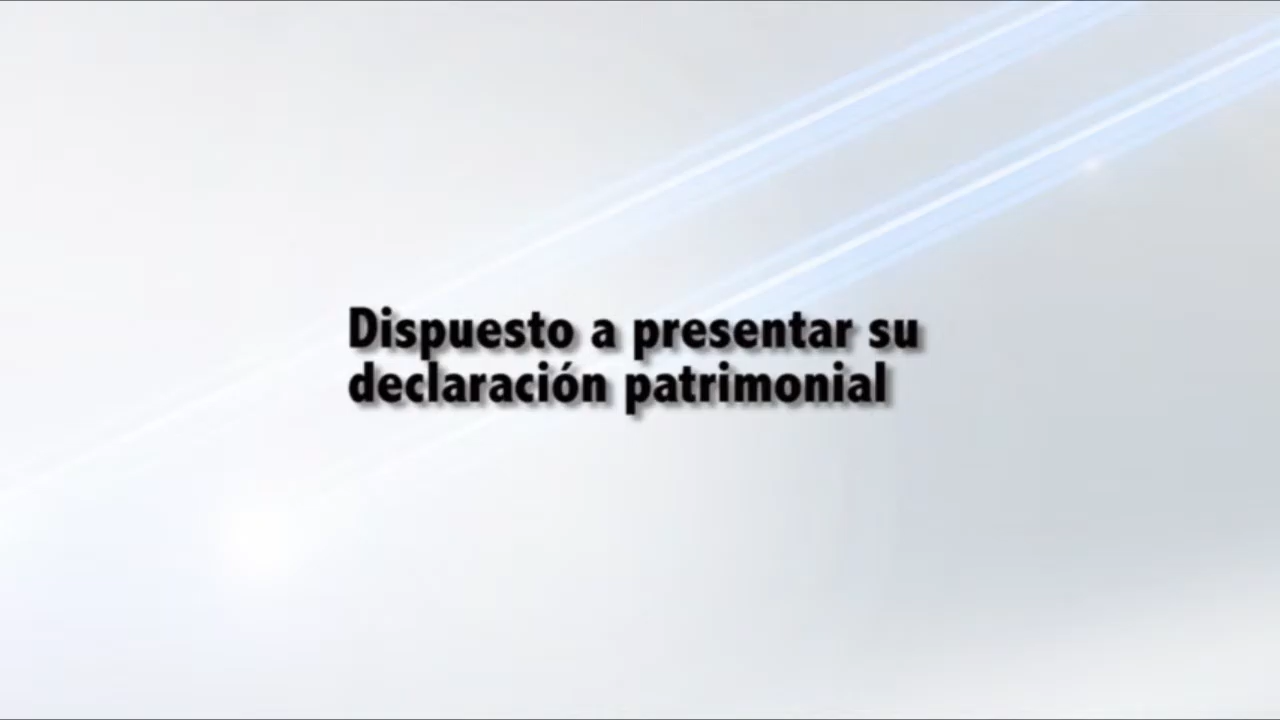 Dispuesto a presentar su
declaración patrimonial